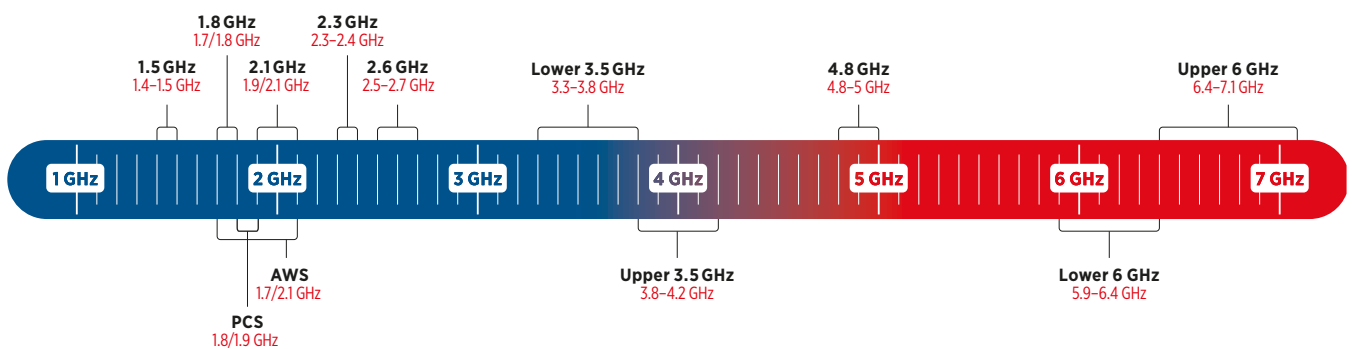 1.8 GHz
1.7/1.8 GHz
2.3 GHz
2.3–2.4 GHz
1.5 GHz
1.4–1.5 GHz
2.1 GHz
1.9/2.1 GHz
2.6 GHz
2.5–2.7 GHz
Lower 3.5 GHz
3.3–3.8 GHz
4.8 GHz
4.8–5 GHz
Upper 6 GHz
6.4–7.1 GHz
1 GHz
2 GHz
3 GHz
4 GHz
5 GHz
6 GHz
7 GHz
AWS
1.7/2.1 GHz
Upper 3.5 GHz
3.8–4.2 GHz
Lower 6 GHz
5.9–6.4 GHz
PCS
1.8/1.9 GHz